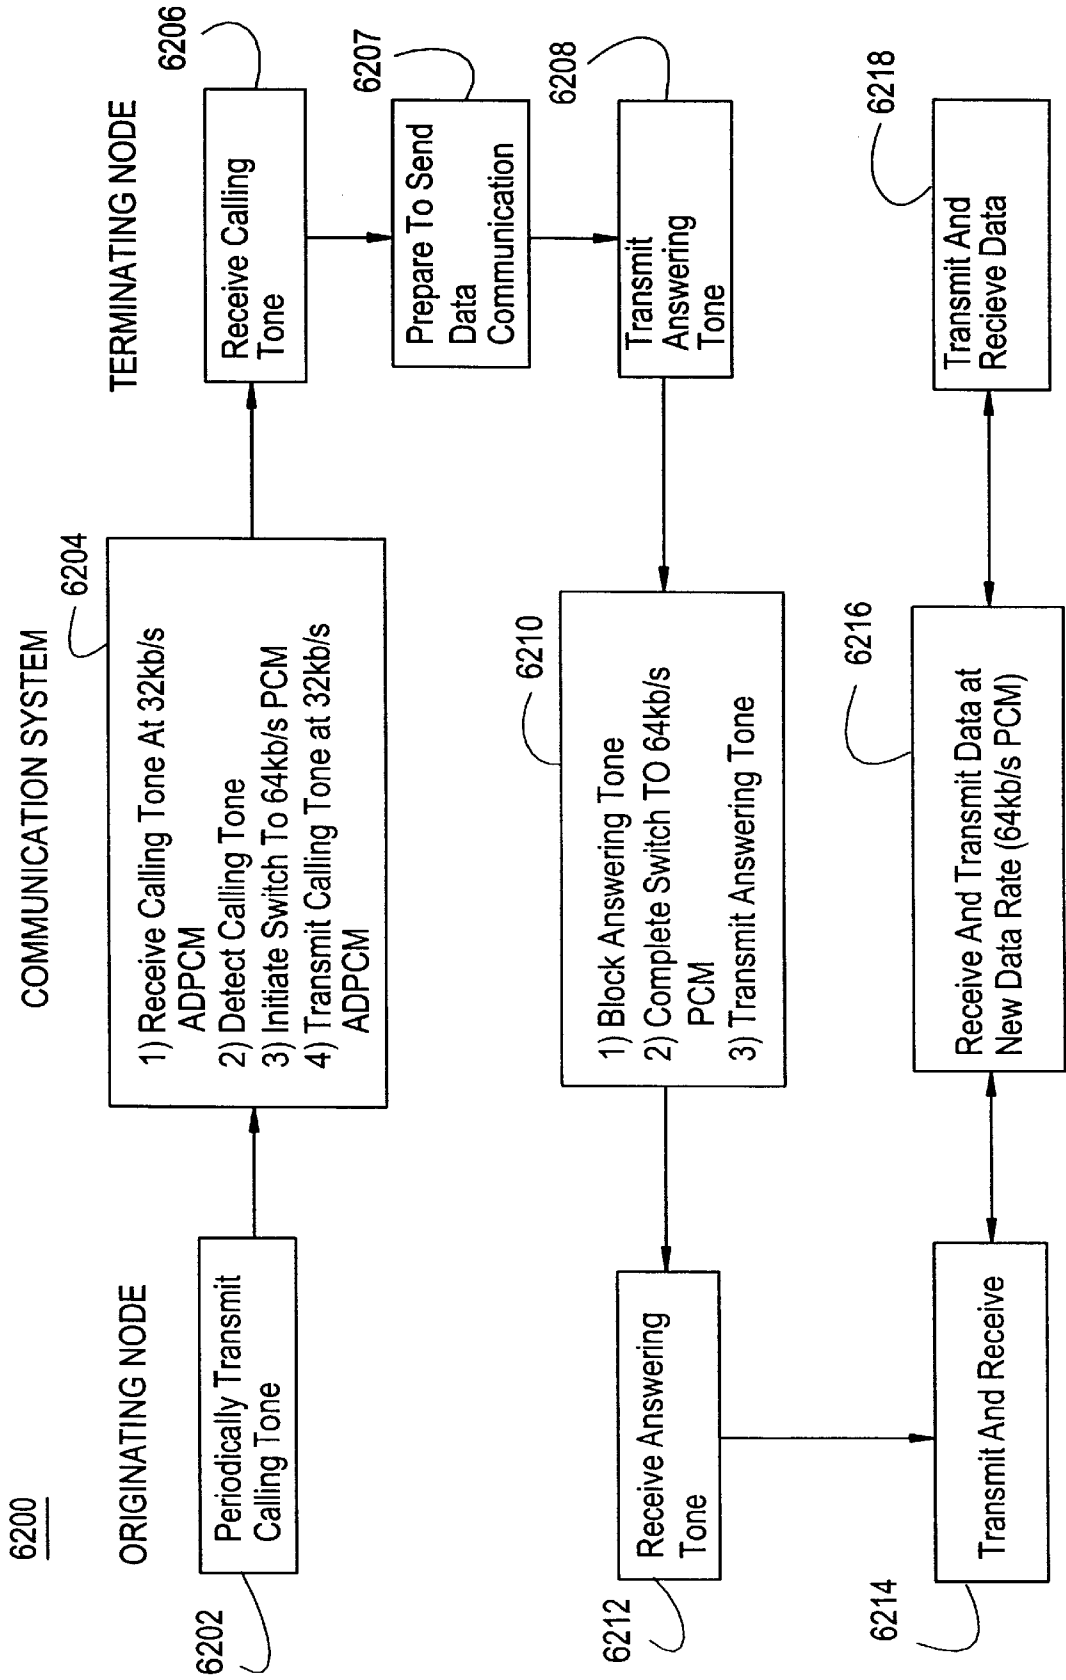 6200
ORIGINATING NODE
COMMUNICATION SYSTEM
TERMINATING NODE
6202
Periodically Transmit
Calling Tone
6204
1) Receive Calling Tone At 32kb/s
ADPCM
2) Detect Calling Tone
3) Initiate Switch To 64kb/s PCM
4) Transmit Calling Tone at 32kb/s
ADPCM
6206
Receive Calling
Tone
6207
Prepare To Send
Data
Communication
6208
Transmit
Answering
Tone
6210
1) Block Answering Tone
2) Complete Switch TO 64kb/s
PCM
3) Transmit Answering Tone
6212
Receive Answering
Tone
6214
Transmit And Receive
6216
Receive And Transmit Data at
New Data Rate (64kb/s PCM)
6218
Transmit And
Recieve Data